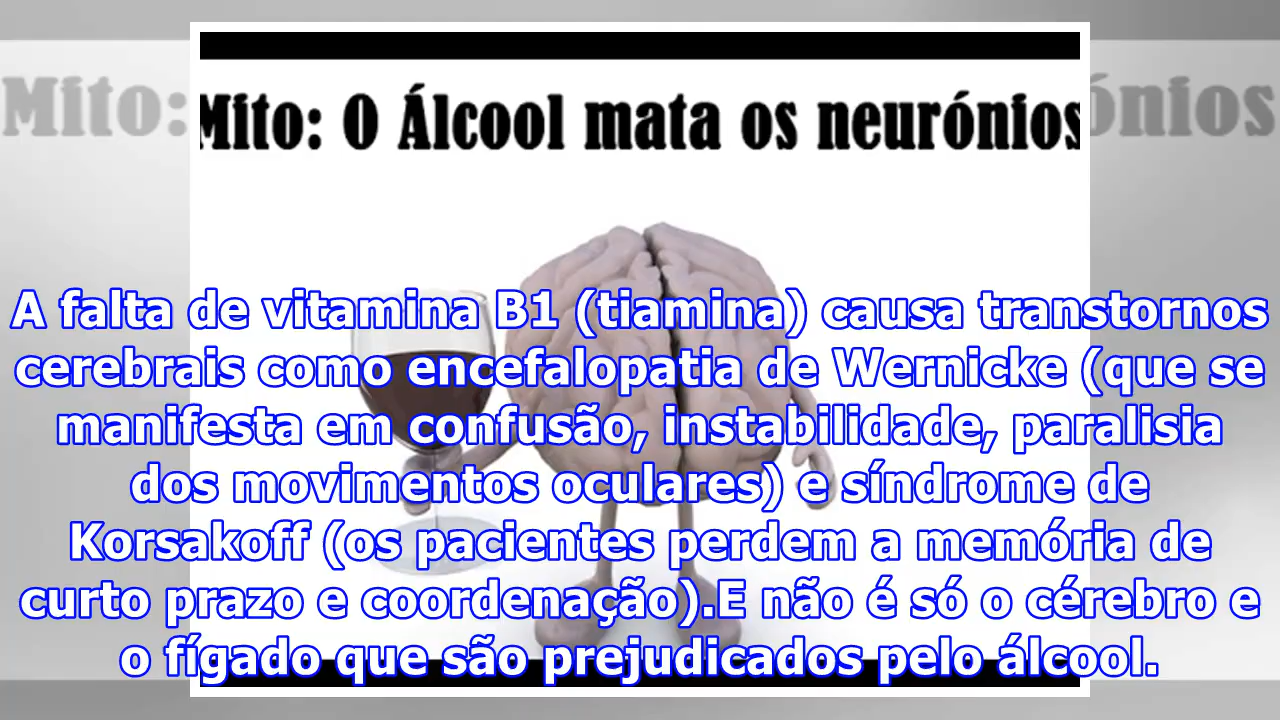 Mito: O Álcool mata os neurónios
Mito:
ónios
A falta de vitamina B1 (tiamina) causa transtornos
cerebrais como encefalopatia de Wernicke (que se
manifesta em confusão, instabilidade, paralisia
dos movimentos oculares) e síndrome de
Korsakoff (os pacientes perdem a memória de
curto prazo e coordenação).E não é só o cérebro e
o fígado que são prejudicados pelo álcool.